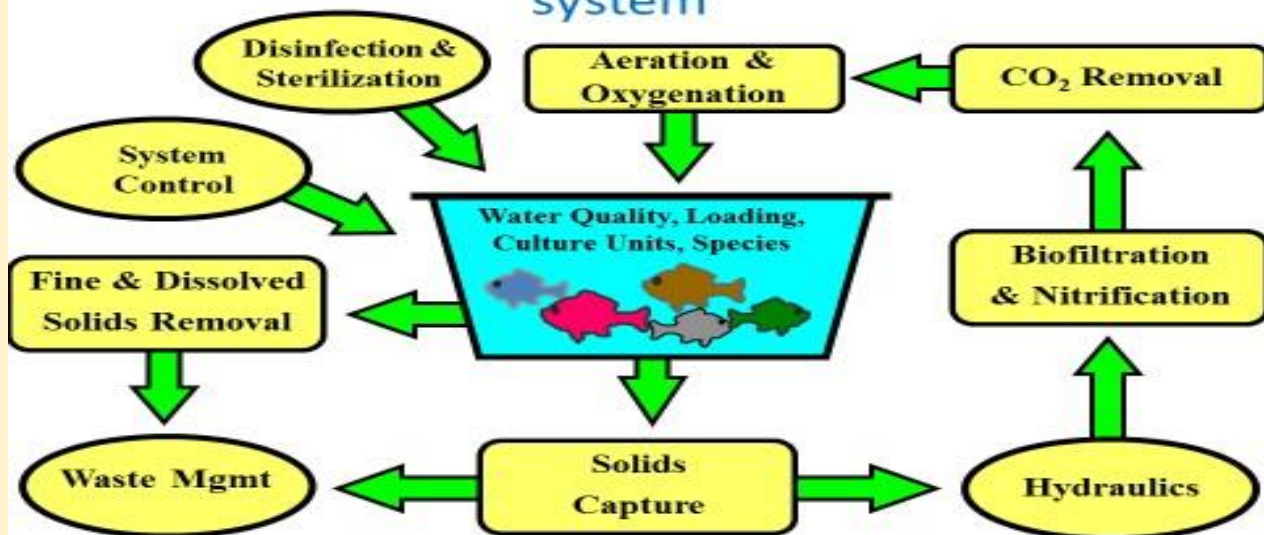 system
Disinfection &
Sterilization
Aeration &
Oxygenation
CO₂ Removal
System
Control
Water Quality, Loading,
Culture Units, Species
Fine & Dissolved
Solids Removal
Biofiltration
& Nitrification
Waste Mgmt
Solids
Capture
Hydraulics